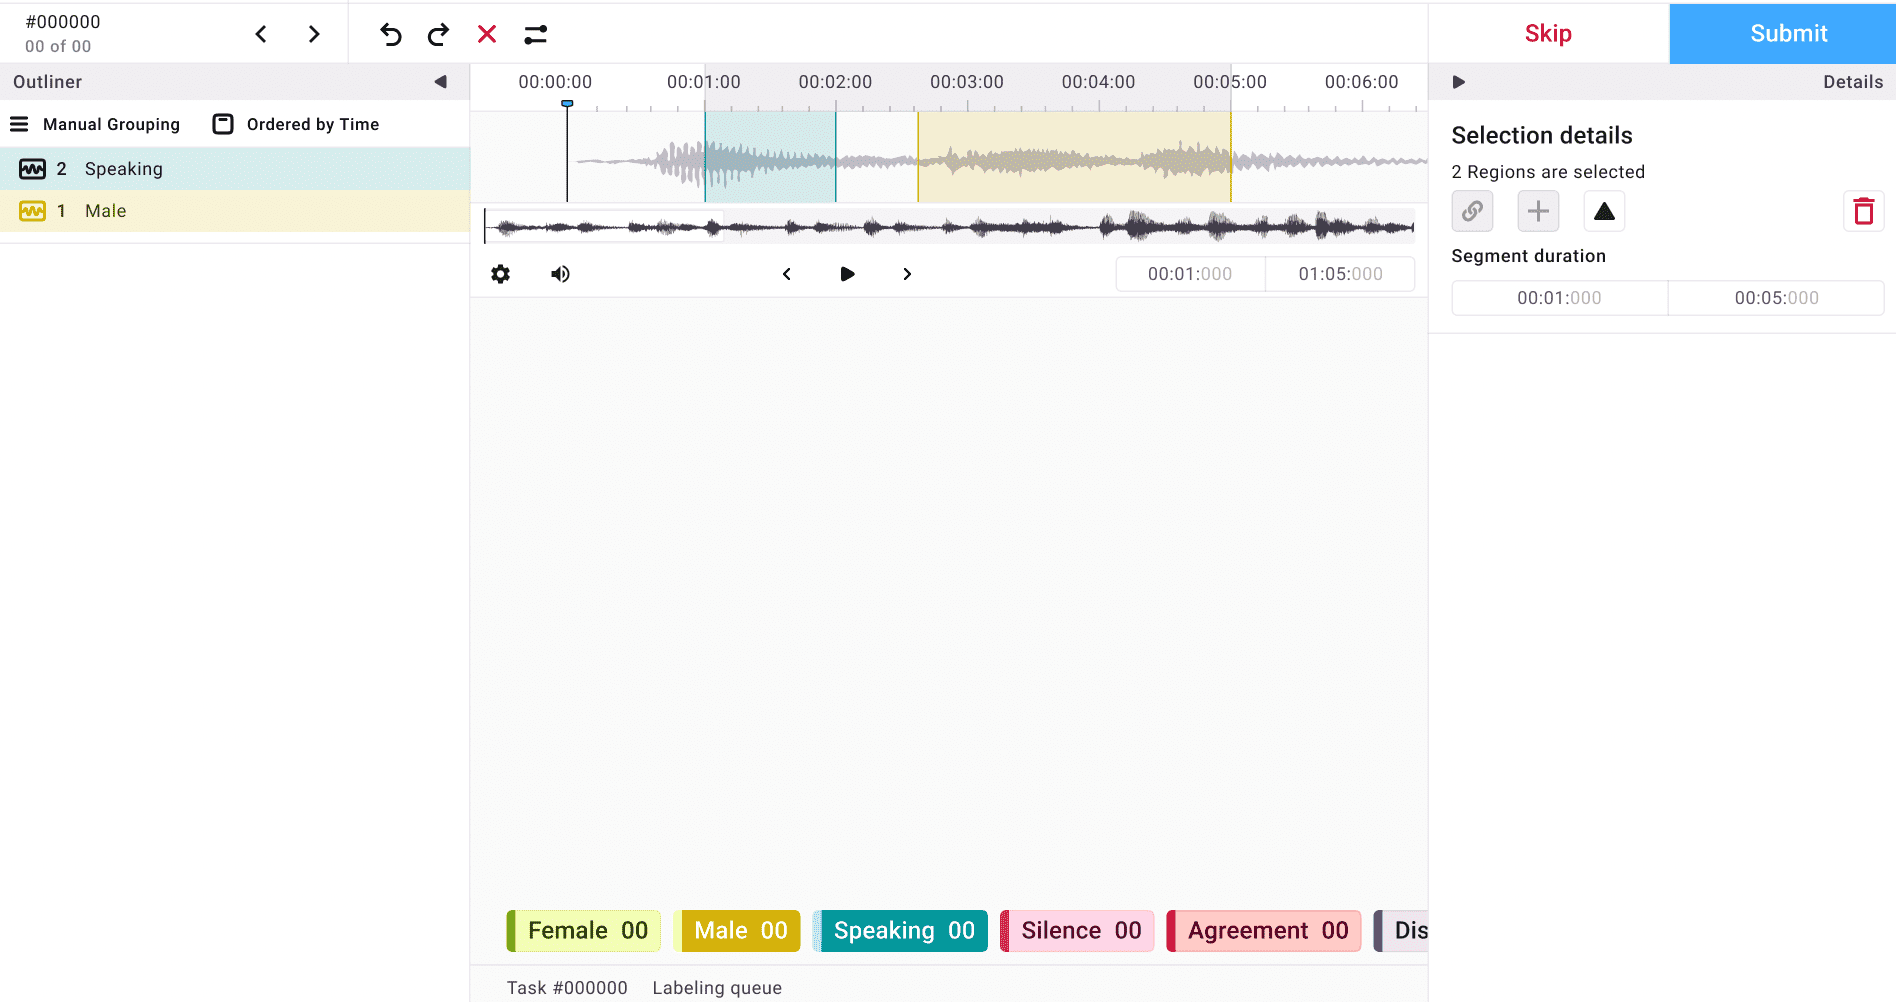 #000000
00 of 00
Skip
Submit
Outliner
00:00:00 00:01:00 00:02:00 00:03:00 00:04:00 00:05:00 00:06:00
Details
Manual Grouping
Ordered by Time
2 Speaking
1 Male
00:01:000
01:05:000
Selection details
2 Regions are selected
Segment duration
00:01:000
00:05:000
Female 00
Male 00
Speaking 00
Silence 00
Agreement 00
Dis
Task #000000
Labeling queue